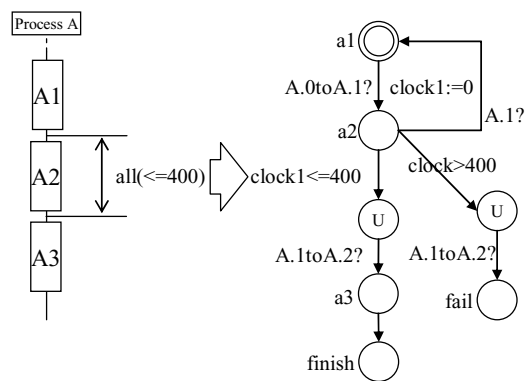 Process A
A1
A2
A3
all(<=400)
a1
A.0toA.1?
clock1:=0
A.1?
a2
clock1<=400
clock>400
U
U
A.1toA.2?
A.1toA.2?
a3
fail
finish